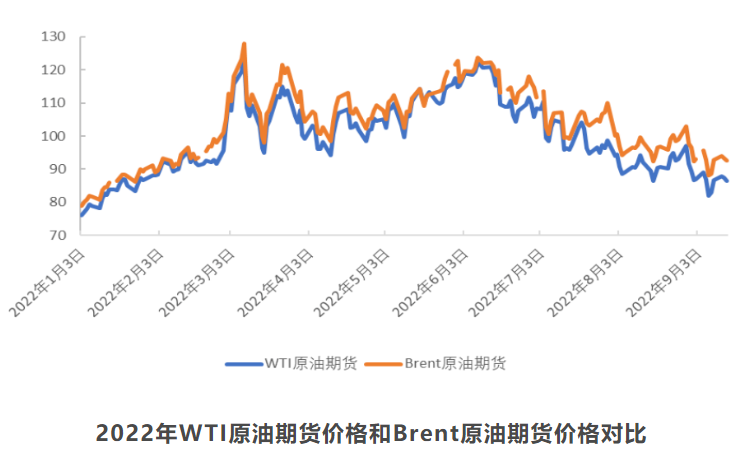 130
120
110
100
90
80
70
2022年1月3日
2022年2月3日
2022年3月3日
2022年4月3日
2022年5月3日
2022年6月3日
2022年7月3日
2022年8月3日
2022年9月3日
WTI原油期货 Brent原油期货
2022年WTI原油期货价格和Brent原油期货价格对比